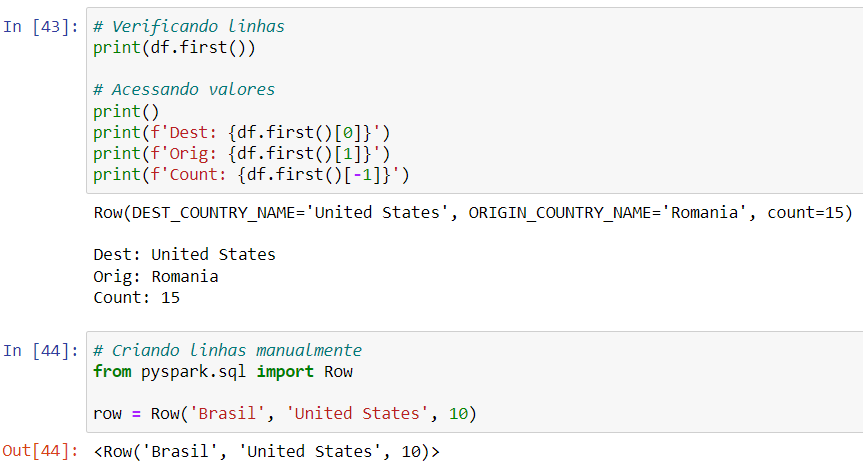 In [43]: # Verificando linhas
print(df.first())
# Acessando valores
print()
print(f'Dest: {df.first()[0]}')
print(f'Orig: {df.first()[1]}')
print(f'Count: {df.first()[-1]}')
Row(DEST_COUNTRY_NAME='United States', ORIGIN_COUNTRY_NAME='Romania', count=15)
Dest: United States
Orig: Romania
Count: 15
In [44]: # Criando linhas manualmente
from pyspark.sql import Row
row = Row('Brasil', 'United States', 10)
Out[44]: <Row('Brasil', 'United States', 10)>